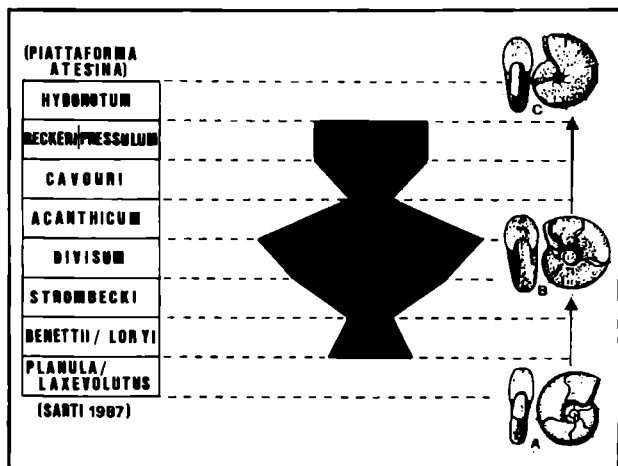 (PIATTAFORMA
ATESINA)
HYBONOTUM
BECKERI/PRESSULUM
CAVOURI
ACANTHICUM
DIVISUM
STROMBECKI
BENETTII / LORYI
PLANULA/
LAXEVOLUTUS
(SARTI 1987)
C
B
A